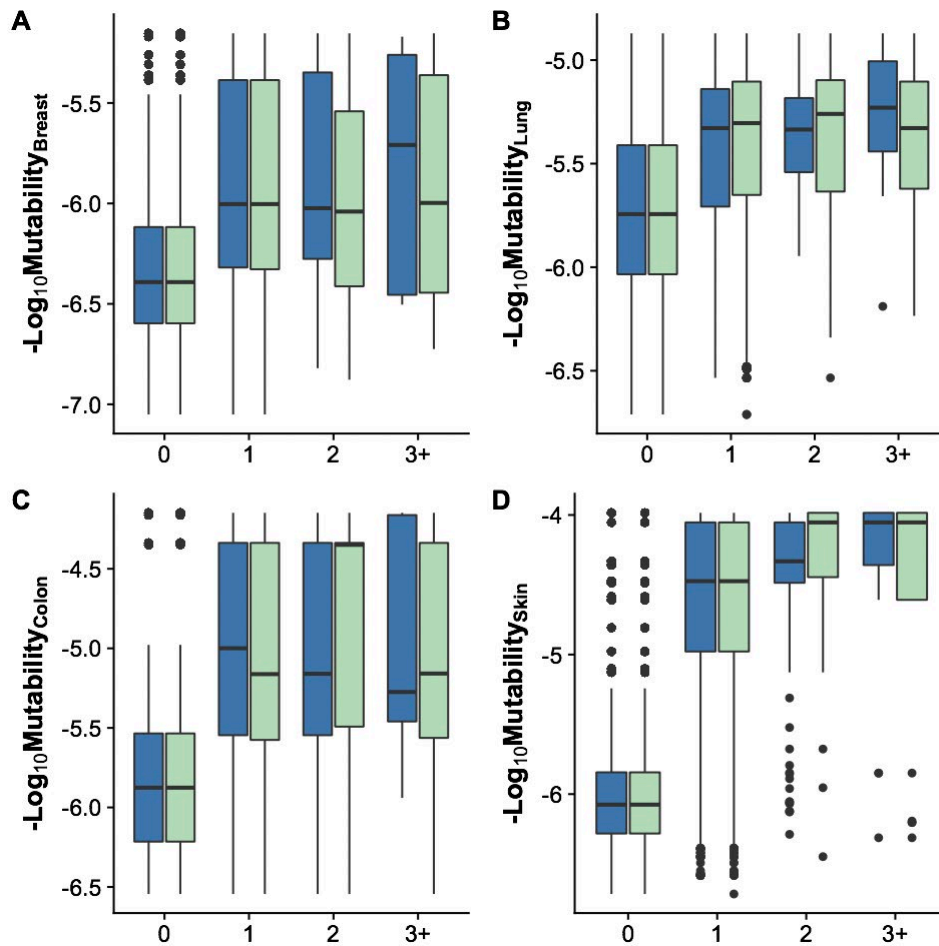 A
-Log10MutabilityBreast
-5.5
-6.0
-6.5
-7.0
0 1 2 3+
B
-Log10MutabilityLung
-5.0
-5.5
-6.0
-6.5
0 1 2 3+
C
-Log10MutabilityColon
-4.5
-5.0
-5.5
-6.0
-6.5
0 1 2 3+
D
-Log10MutabilitySkin
-4
-5
-6
0 1 2 3+